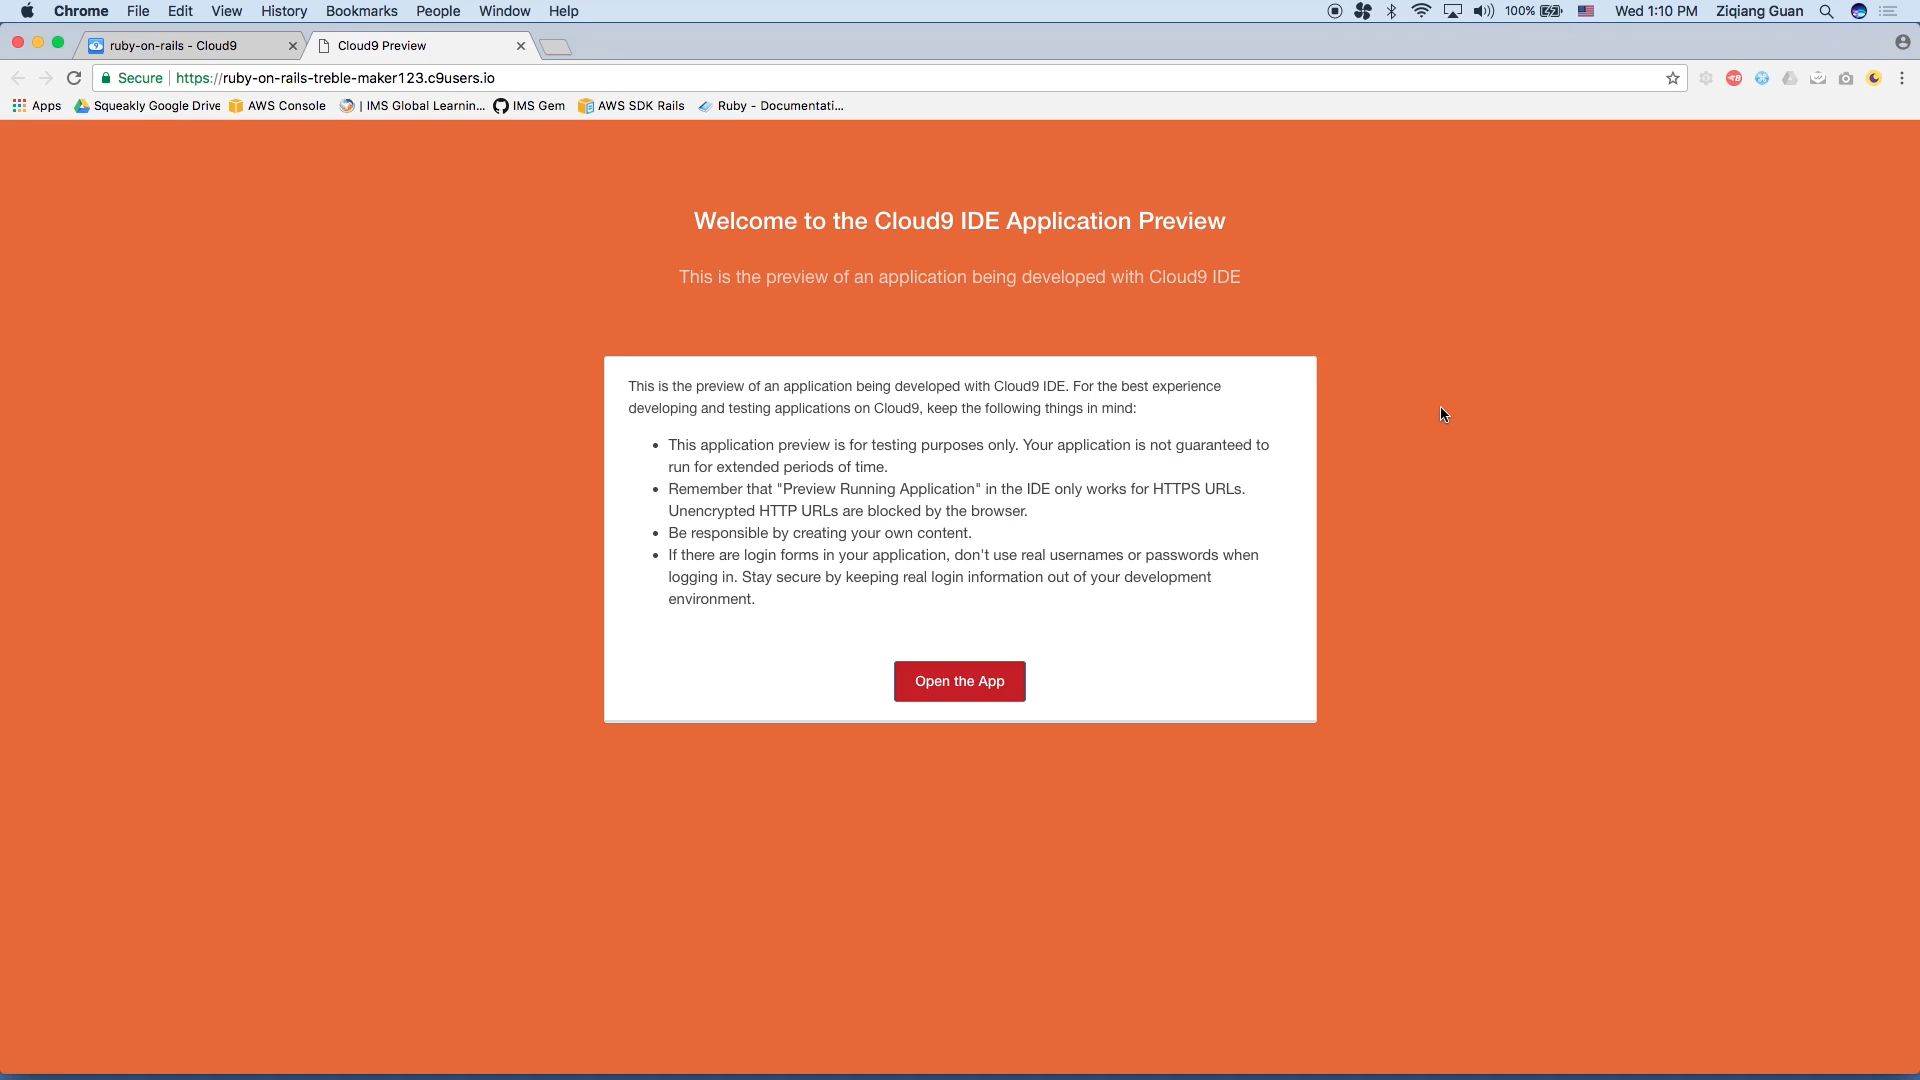 Chrome File Edit View History Bookmarks People Window Help 100% Wed 1:10 PM Ziqiang Guan
ruby-on-rails - Cloud9 Cloud9 Preview
Secure https://ruby-on-rails-treble-maker123.c9users.io
Apps Squeakly Google Drive AWS Console | IMS Global Learnin... IMS Gem AWS SDK Rails Ruby - Documentati...
Welcome to the Cloud9 IDE Application Preview
This is the preview of an application being developed with Cloud9 IDE
This is the preview of an application being developed with Cloud9 IDE. For the best experience
developing and testing applications on Cloud9, keep the following things in mind:
• This application preview is for testing purposes only. Your application is not guaranteed to
run for extended periods of time.
• Remember that "Preview Running Application" in the IDE only works for HTTPS URLs.
Unencrypted HTTP URLs are blocked by the browser.
• Be responsible by creating your own content.
• If there are login forms in your application, don't use real usernames or passwords when
logging in. Stay secure by keeping real login information out of your development
environment.
Open the App